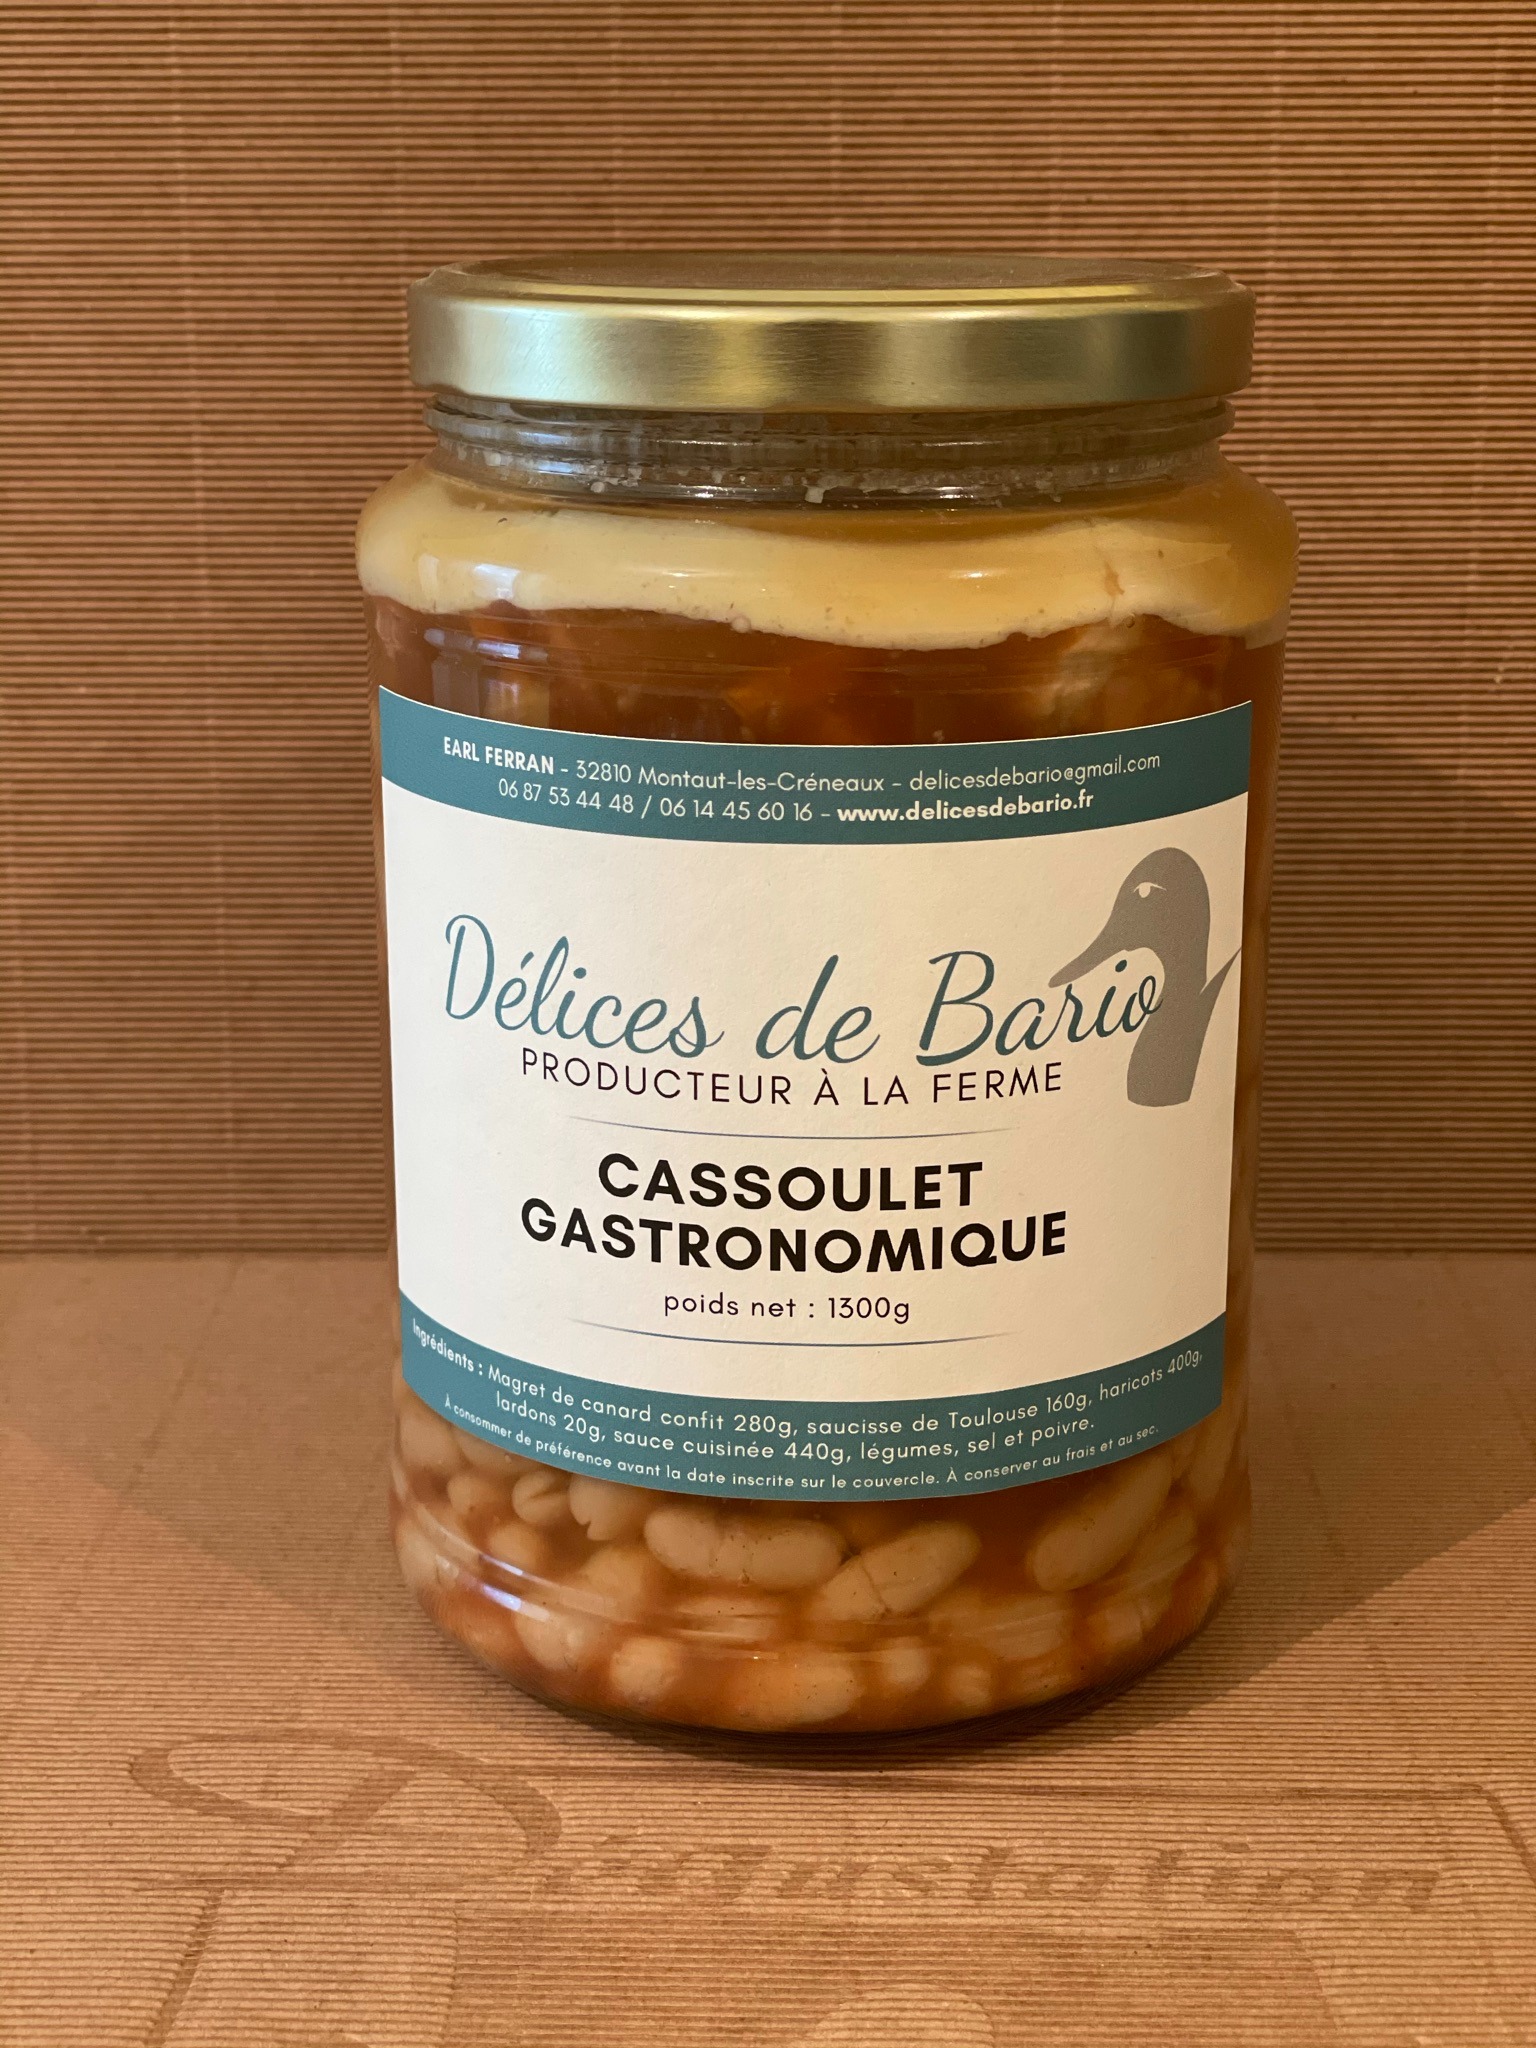 EARL FERRAN - 32810 Montaut-les-Créneaux - delicesdebario@gmail.com
06 87 53 44 48 / 06 14 45 60 16 - www.delicesdebario.fr
Délices de Bario
PRODUCTEUR À LA FERME
CASSOULET
GASTRONOMIQUE
poids net : 1300g
Ingrédients : Magret de canard confit 280g, saucisse de Toulouse 160g, haricots 400g,
lardons 20g, sauce cuisinée 440g, légumes, sel et poivre.
À consommer de préférence avant la date inscrite sur le couvercle. À conserver au frais et au sec.
Dégustation